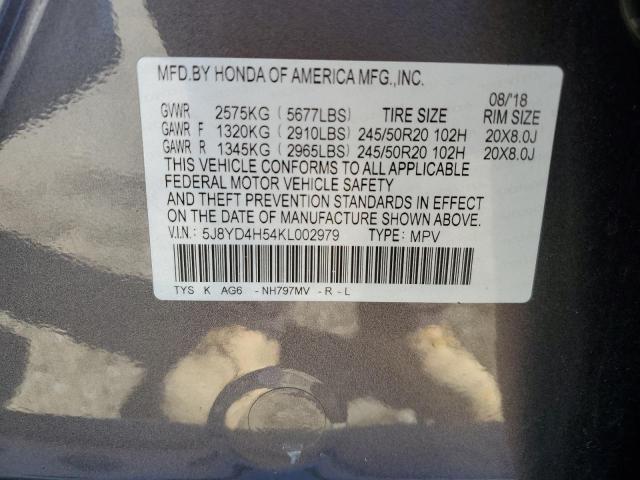 MFD.BY HONDA OF AMERICA MFG.,INC.
08/'18
GVWR 2575KG (5677LBS) TIRE SIZE RIM SIZE
GAWR F 1320KG (2910LBS) 245/50R20 102H 20X8.0J
GAWR R 1345KG (2965LBS) 245/50R20 102H 20X8.0J
THIS VEHICLE CONFORMS TO ALL APPLICABLE
FEDERAL MOTOR VEHICLE SAFETY
AND THEFT PREVENTION STANDARDS IN EFFECT
ON THE DATE OF MANUFACTURE SHOWN ABOVE.
V.I.N.: 5J8YD4H54KL002979 TYPE: MPV
TYS K AG6 -NH797MV -R-L